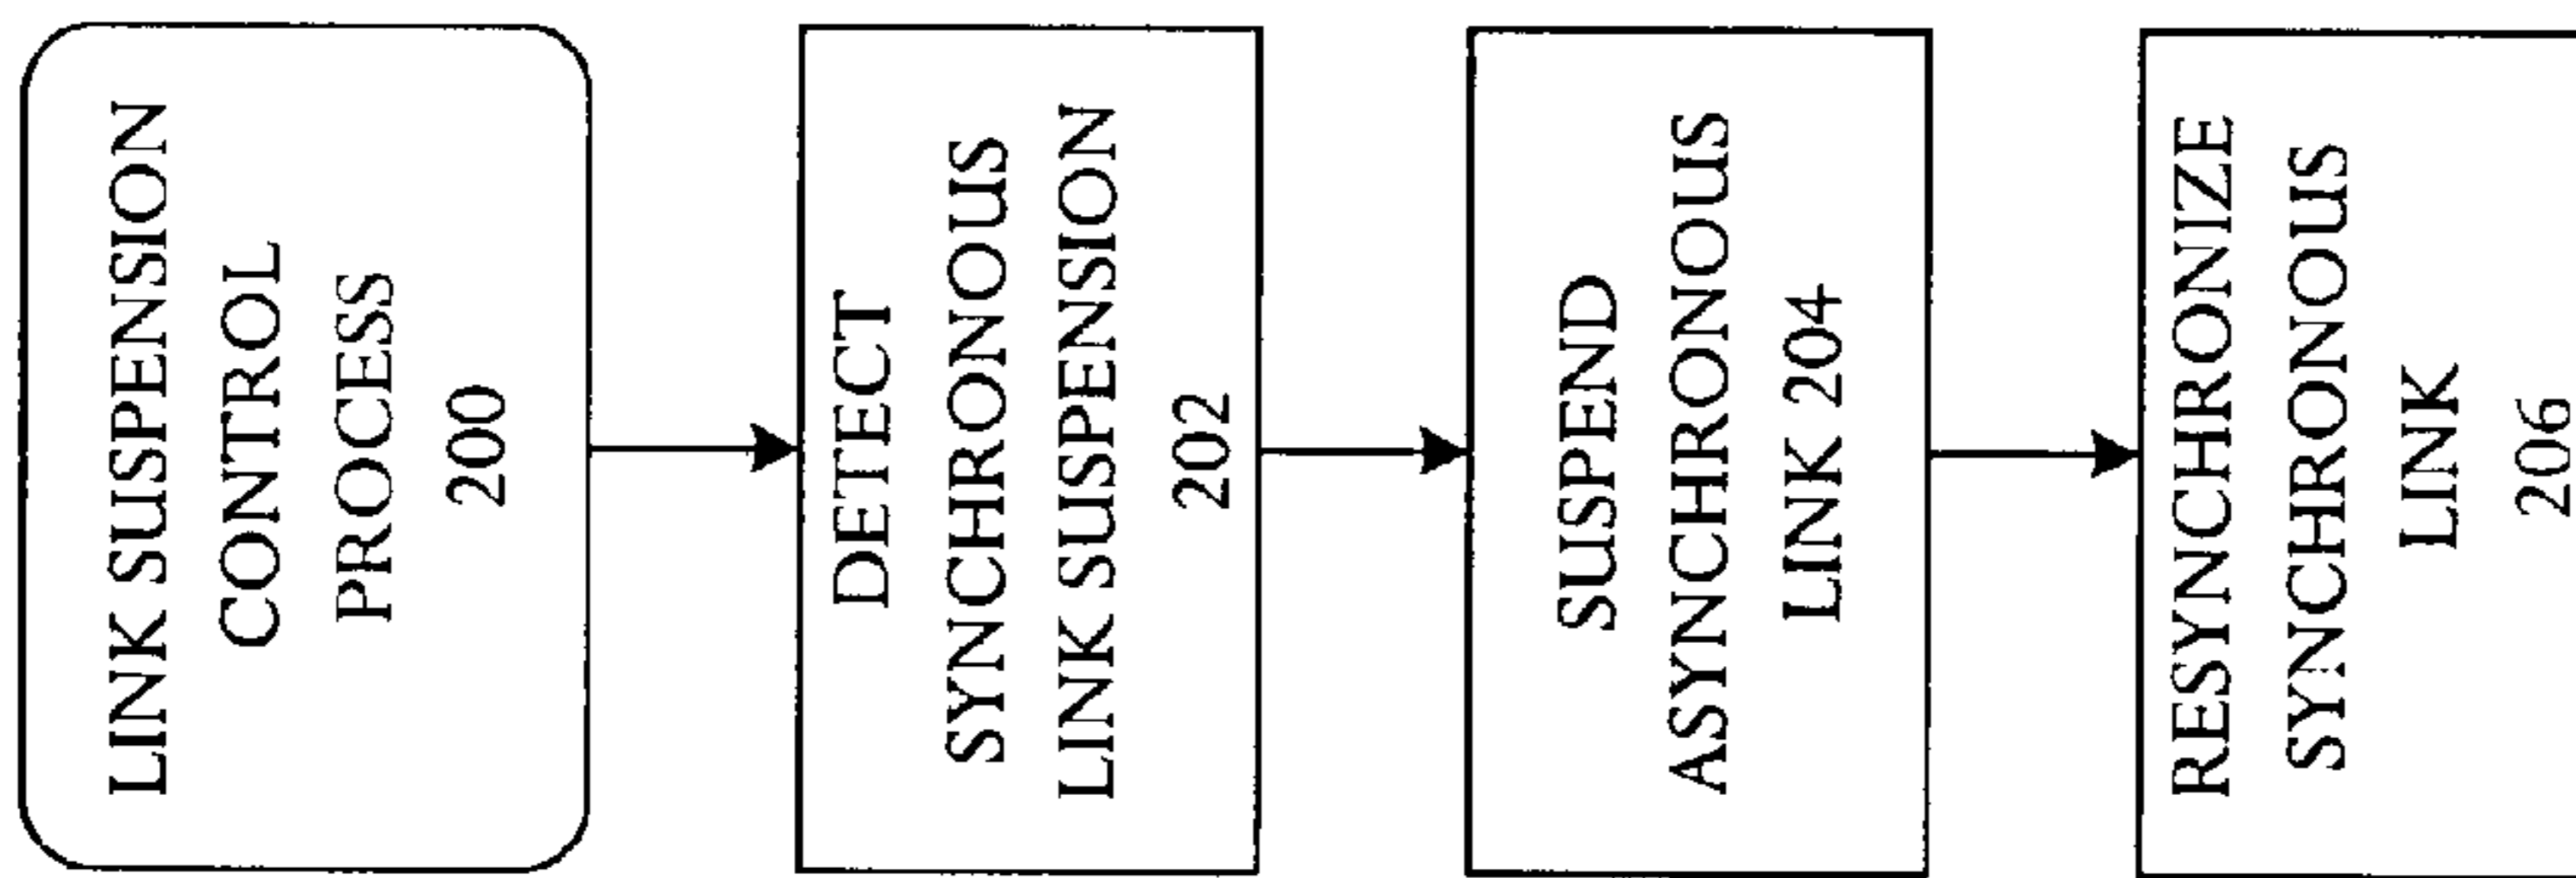 LINK SUSPENSION
CONTROL
PROCESS
200
DETECT
SYNCHRONOUS
LINK SUSPENSION
202
SUSPEND
ASYNCHRONOUS
LINK 204
RESYNCHRONIZE
SYNCHRONOUS
LINK
206